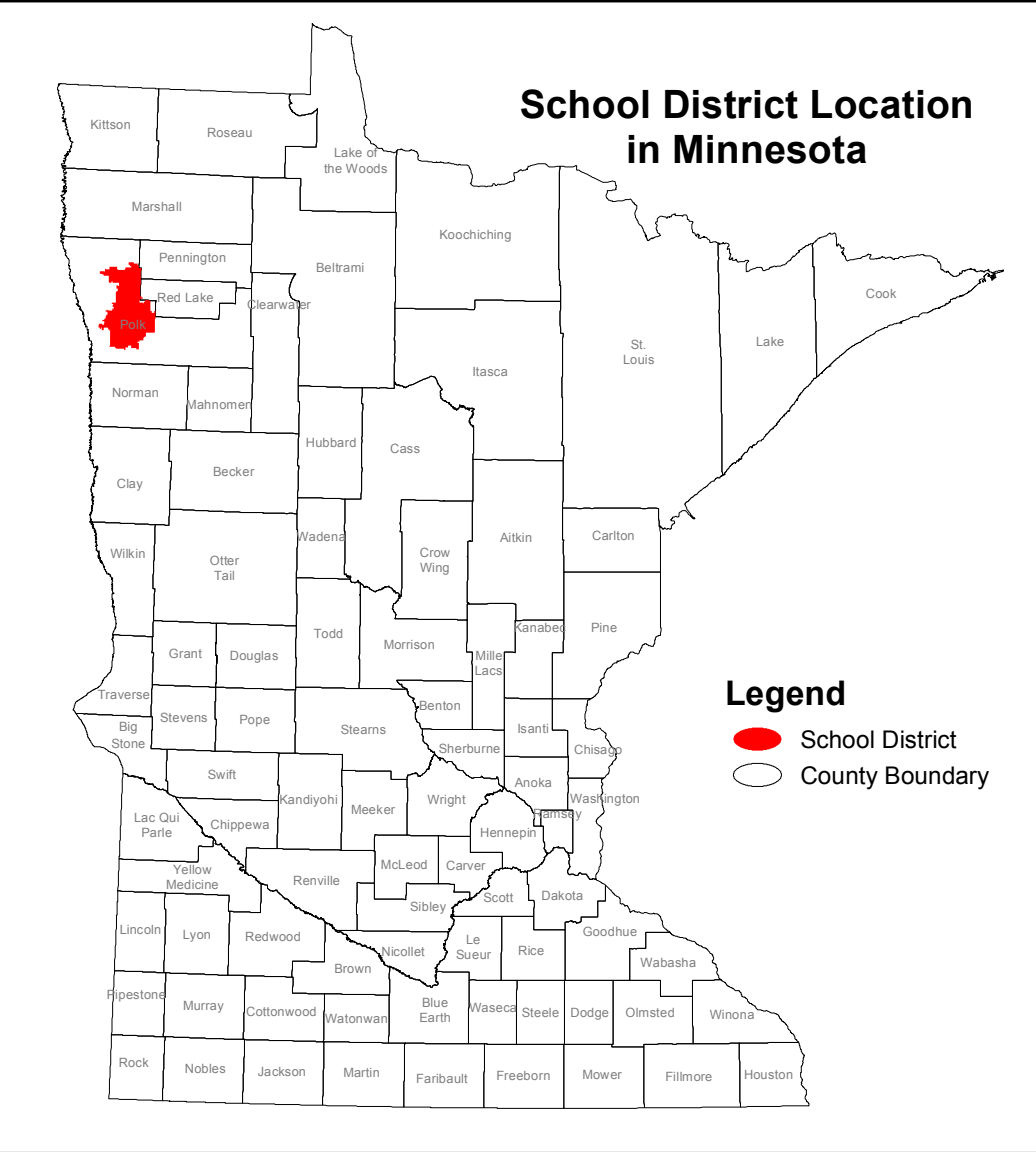 School District Location
in Minnesota
Kittson
Roseau
Lake of
the Woods
Marshall
Koochiching
Pennington
Beltrami
Red Lake
Clearwater
Cook
Polk
St.
Louis
Lake
Itasca
Norman
Mahnomen
Hubbard
Cass
Becker
Clay
Wadena
Aitkin
Carlton
Wilkin
Otter
Tail
Crow
Wing
Todd
Morrison
Kanabec
Pine
Grant
Douglas
Mille
Lacs
Traverse
Stevens
Pope
Benton
Stearns
Isanti
Big
Stone
Sherburne
Chisago
Legend
School District
County Boundary
Swift
Kandiyohi
Meeker
Wright
Anoka
Washington
Ramsey
Lac Qui
Parle
Chippewa
Hennepin
Yellow
Medicine
Renville
McLeod
Carver
Sibley
Scott
Dakota
Lincoln
Lyon
Redwood
Nicollet
Le
Sueur
Rice
Goodhue
Brown
Wabasha
Pipestone
Murray
Cottonwood
Watonwan
Blue
Earth
Waseca
Steele
Dodge
Olmsted
Winona
Rock
Nobles
Jackson
Martin
Faribault
Freeborn
Mower
Fillmore
Houston